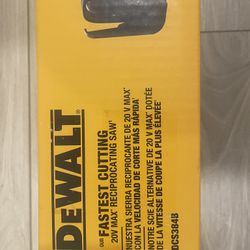 DEWALT
OUR FASTEST CUTTING
20V MAX* RECIPROCATING SAW
NUESTRA SIERRA RECIPROCANTE DE 20 V MAX*
CON LA VELOCIDAD DE CORTE MÁS RÁPIDA
NOTRE SCIE ALTERNATIVE DE 20 V MAX* DOTÉE
DE LA VITESSE DE COUPE LA PLUS ÉLEVÉE
DCS384B